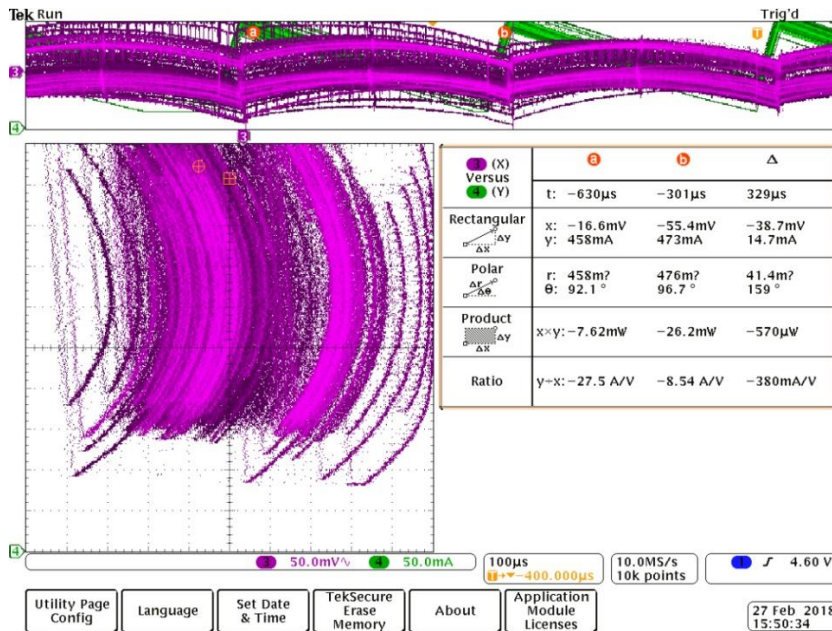 Tek Run Trig'd
a b T
3
4
3
3 (X)
Versus
4 (Y)
a b Δ
t: −630µs −301µs 329µs
Rectangular
Δy
Δx
x: −16.6mV −55.4mV −38.7mV
y: 458mA 473mA 14.7mA
Polar
Δr
Δθ
r: 458m? 476m? 41.4m?
θ: 92.1° 96.7° 159°
Product
Δy
Δx
x×y: −7.62mW −26.2mW −570µW
Ratio
y÷x: −27.5 A/V −8.54 A/V −380mA/V
4
3 50.0mV∿ 4 50.0mA
100µs
T→▼−400.000µs
10.0MS/s
10k points
1 ʃ 4.60 V
Utility Page
Config
Language
Set Date
& Time
TekSecure
Erase
Memory
About
Application
Module
Licenses
27 Feb 2018
15:50:34